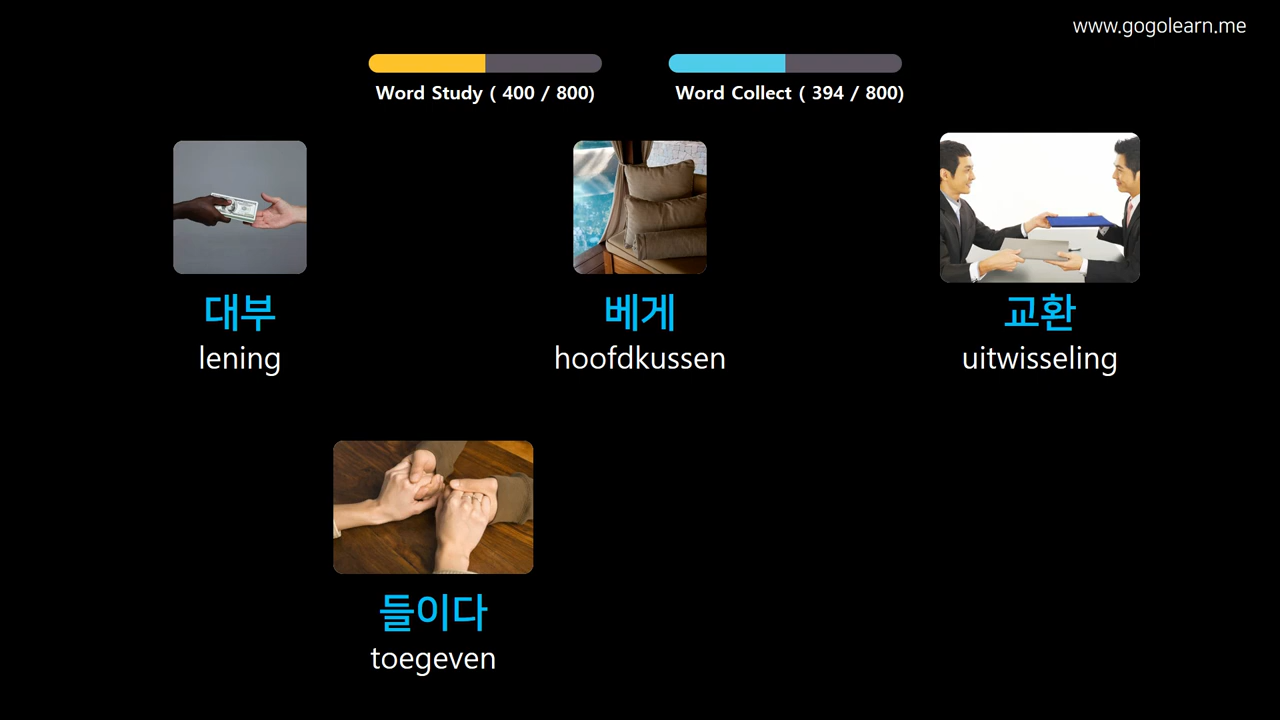 www.gogolearn.me
Word Study ( 400 / 800)
Word Collect ( 394 / 800)
대부
lening
베게
hoofdkussen
교환
uitwisseling
들이다
toegeven